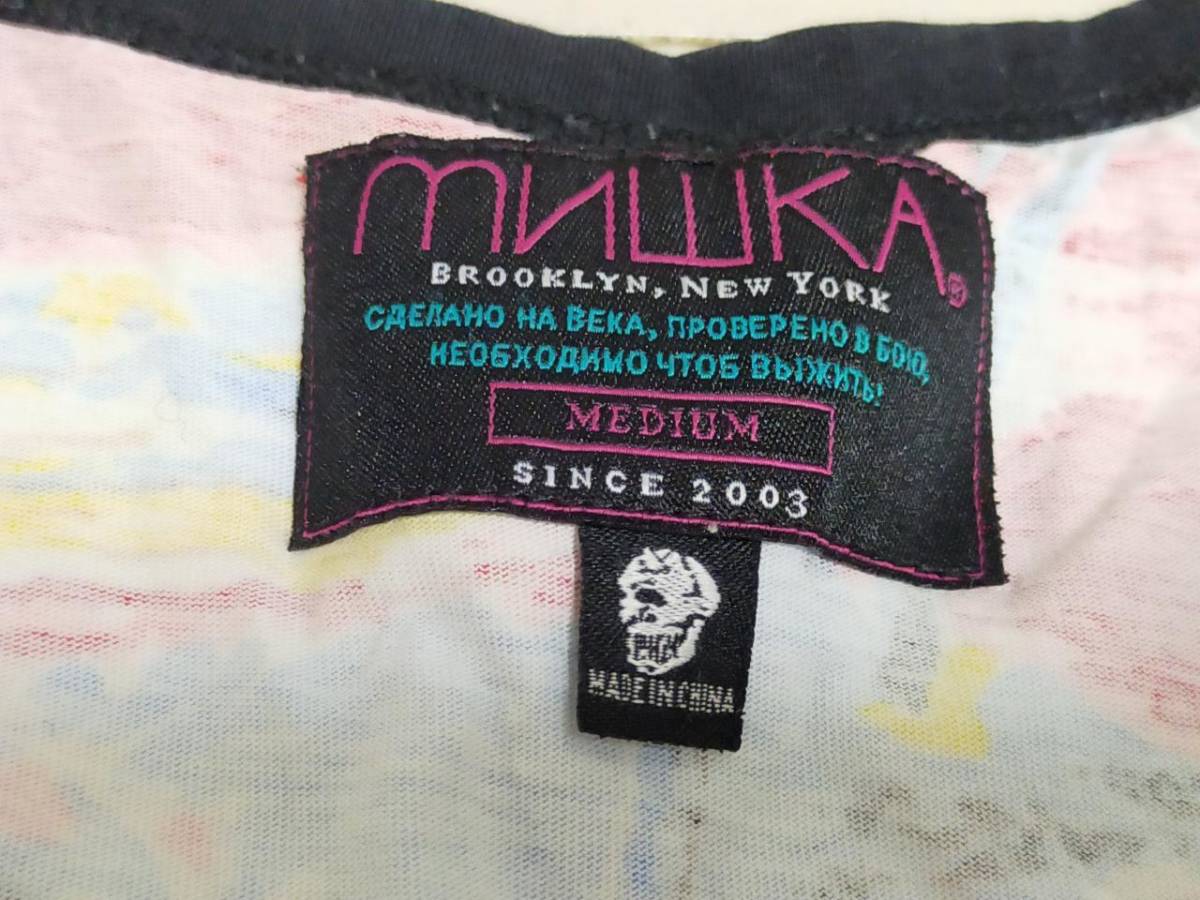 мишка®
BROOKLYN, NEW YORK
СДЕЛАНО НА ВЕКА, ПРОВЕРЕНО В БОЮ,
НЕОБХОДИМО ЧТОБ ВЫЖИТЬ!
MEDIUM
SINCE 2003
MADE IN CHINA